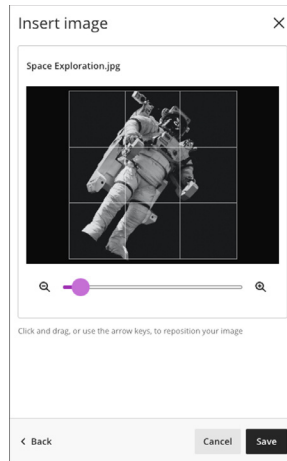 Insert image
Space Exploration.jpg
Click and drag, or use the arrow keys, to reposition your image
Back
Cancel
Save